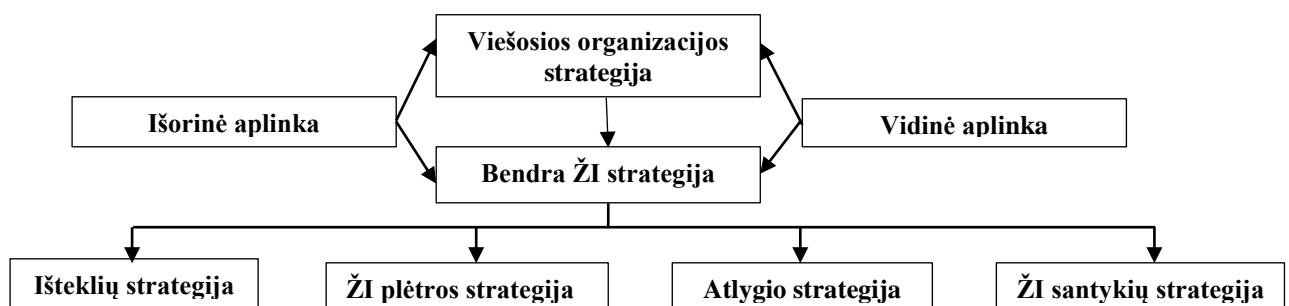 Viešosios organizacijos
strategija
Išorinė aplinka
Vidinė aplinka
Bendra ŽI strategija
Išteklių strategija
ŽI plėtros strategija
Atlygio strategija
ŽI santykių strategija